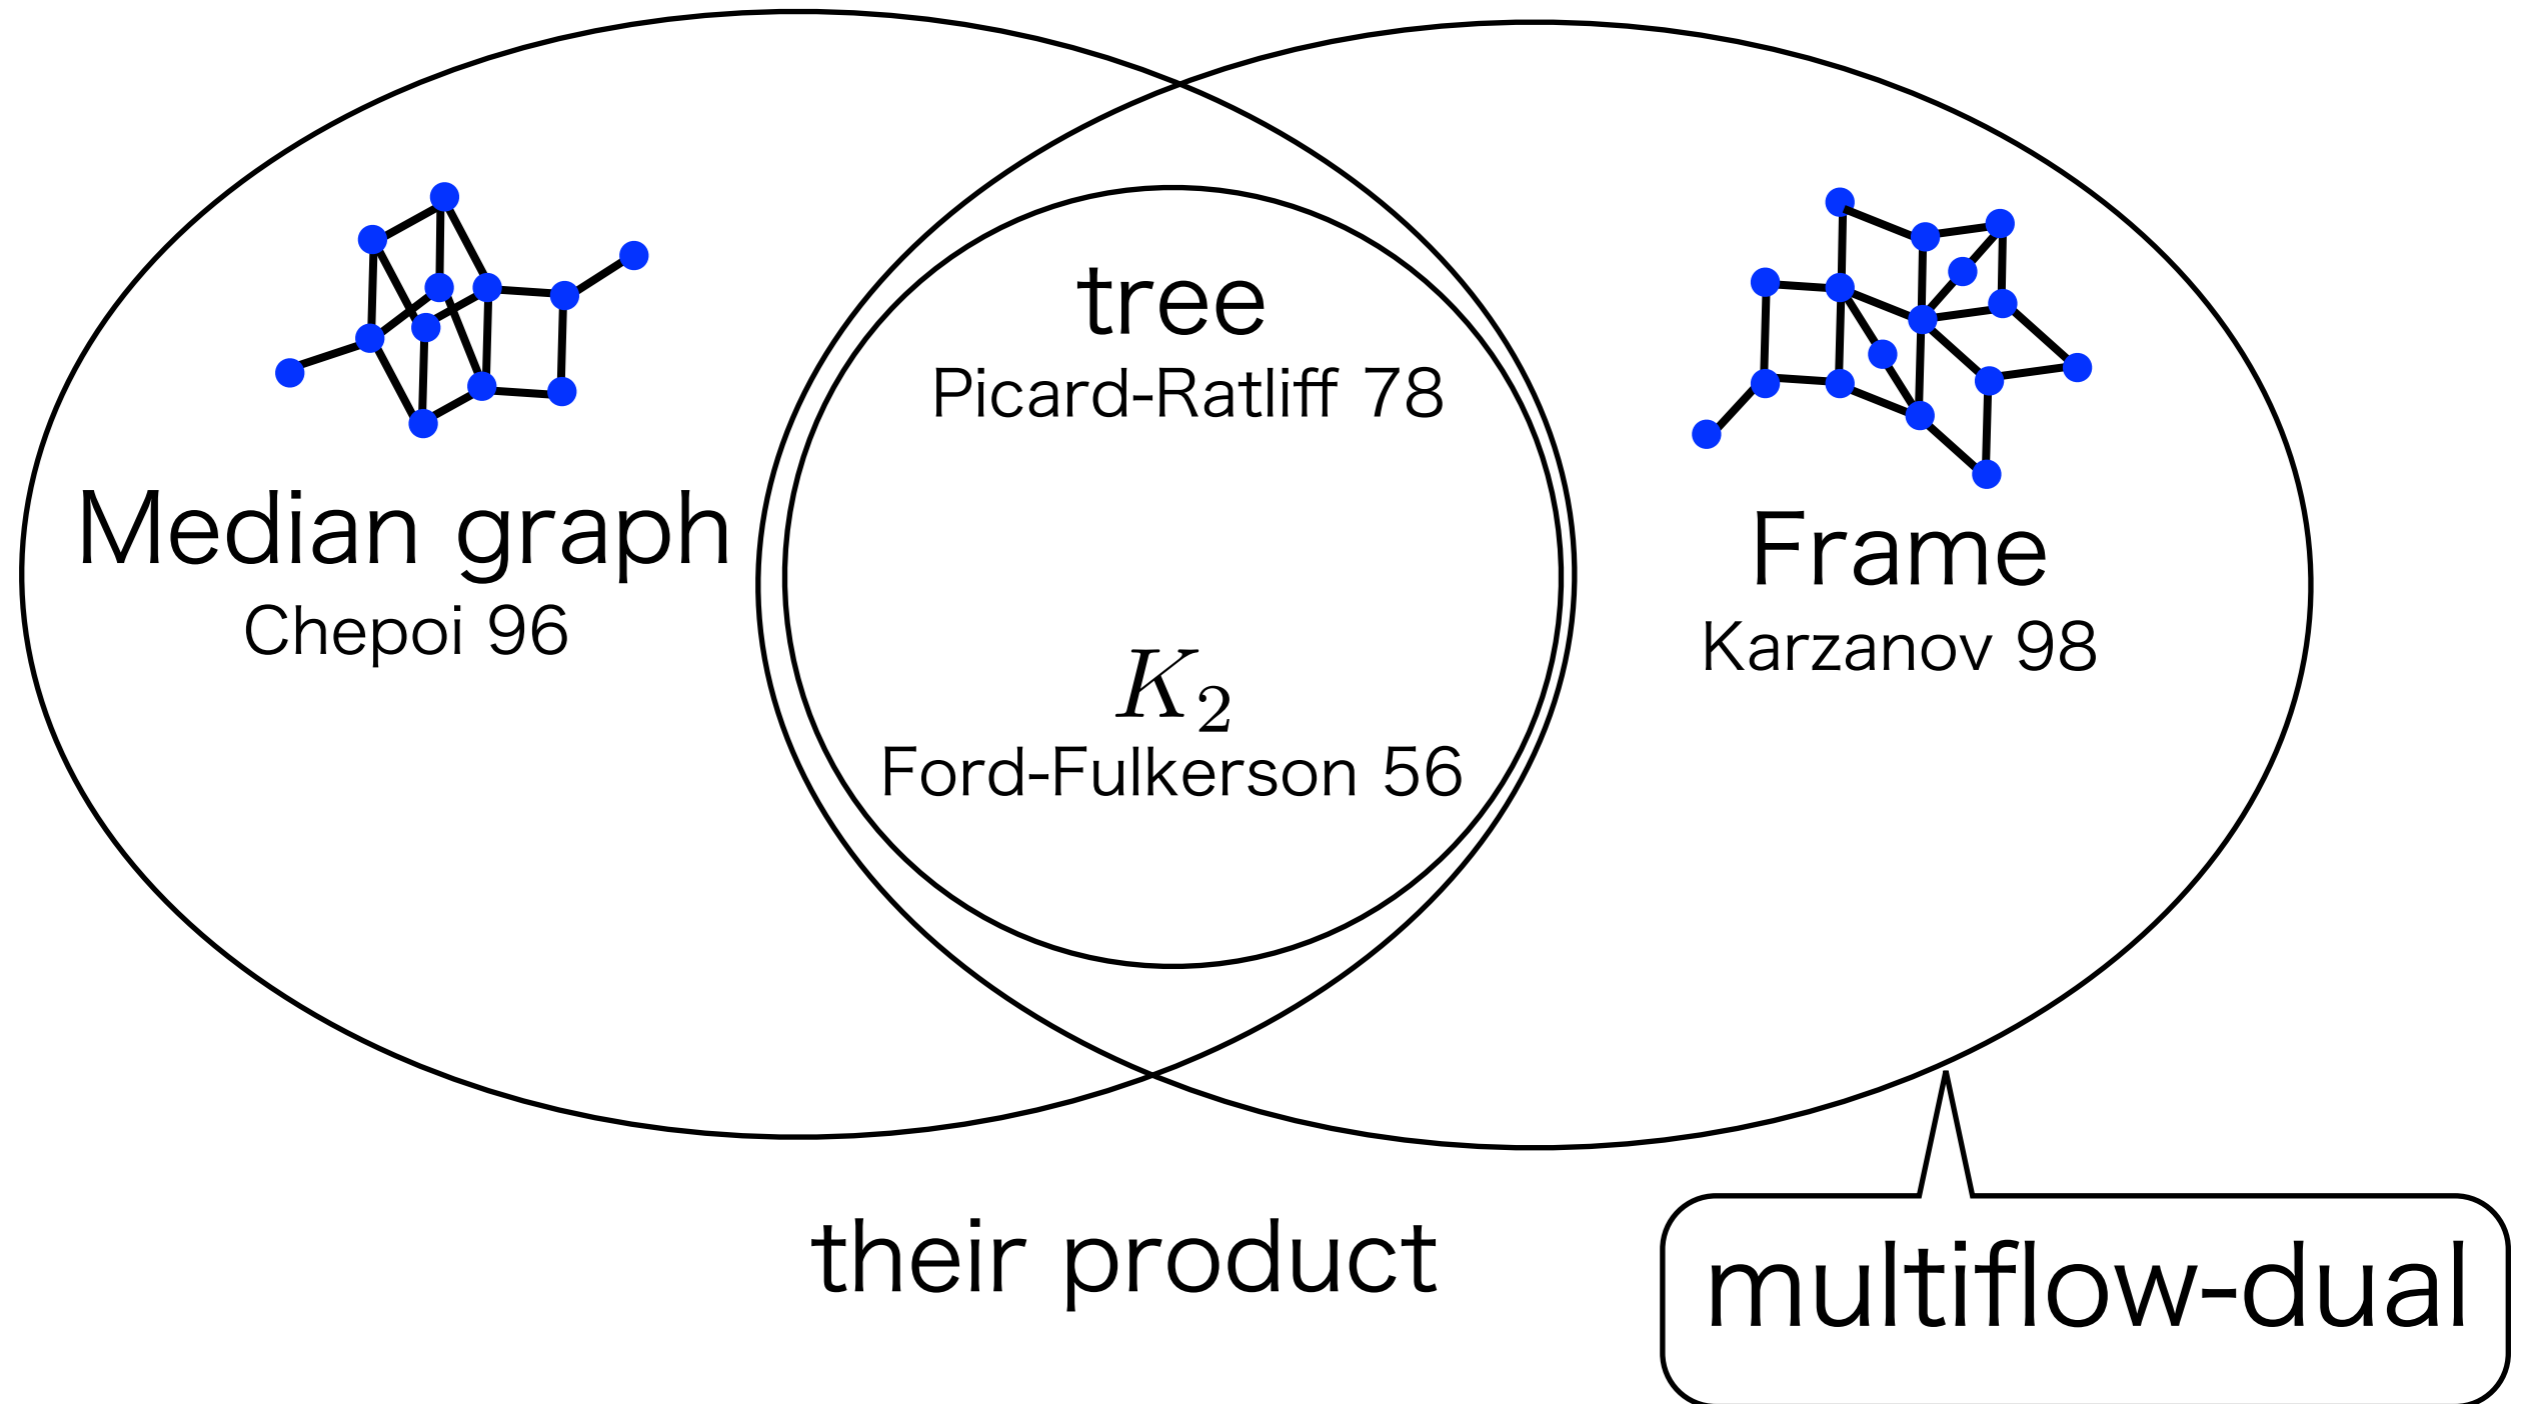 tree
Picard-Ratliff 78
Median graph
Chepoi 96
Frame
Karzanov 98
K₂
Ford-Fulkerson 56
their product
multiflow-dual